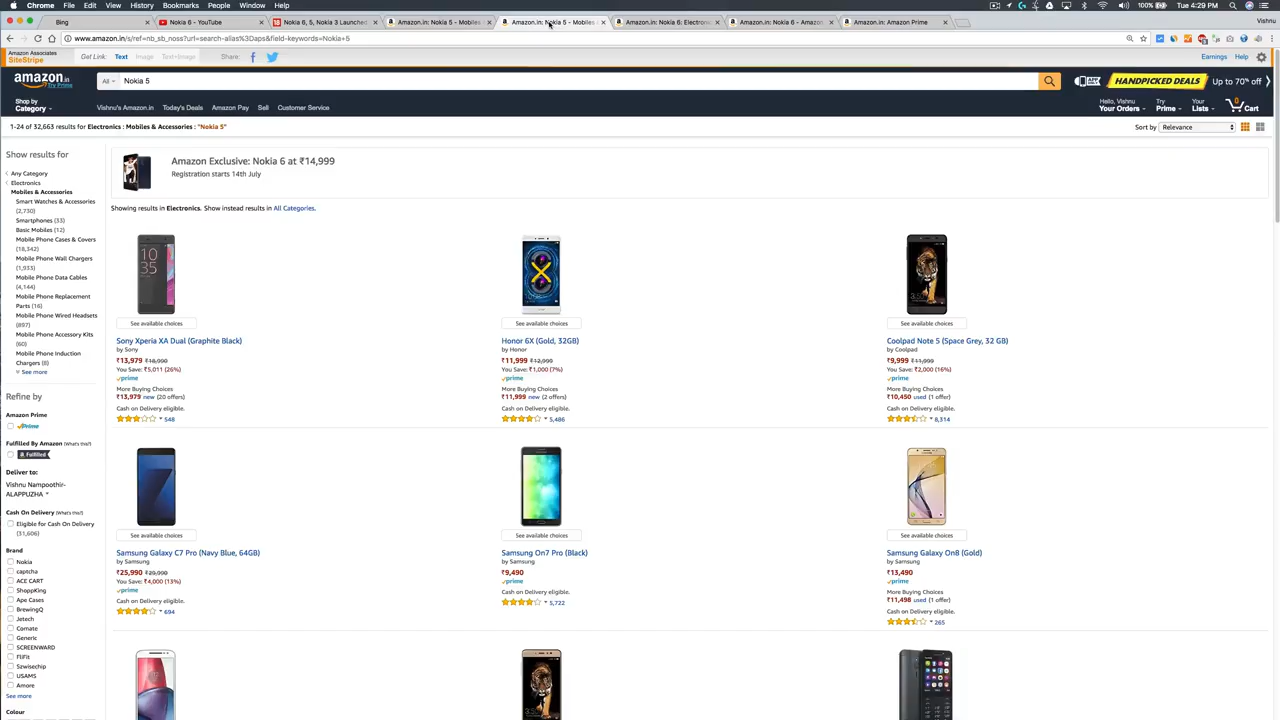 Chrome File Edit View History Bookmarks People Window Help
Tue 4:29 PM
Bing
Nokia 6 - YouTube
Nokia 6, 5, Nokia 3 Launched
Amazon.in: Nokia 5 - Mobiles
Amazon.in: Nokia 5 - Mobiles
Amazon.in: Nokia 6: Electronics
Amazon.in: Nokia 6 - Amazon
Amazon.in: Amazon Prime
Vishnu
www.amazon.in/s/ref=nb_sb_noss?url=search-alias%3Daps&field-keywords=Nokia+5
Amazon Associates
SiteStripe
Get Link: Text Image Text+Image Share:
Earnings Help
amazon.in
Try Prime
All
Nokia 5
HANDPICKED DEALS Up to 70% off
Shop by
Category
Vishnu's Amazon.in Today's Deals Amazon Pay Sell Customer Service
Hello, Vishnu
Your Orders
Try
Prime
Your
Lists
0
Cart
1-24 of 32,663 results for Electronics : Mobiles & Accessories : "Nokia 5"
Sort by Relevance
Show results for
Any Category
Electronics
Mobiles & Accessories
Smart Watches & Accessories
(2,730)
Smartphones (33)
Basic Mobiles (12)
Mobile Phone Cases & Covers
(18,342)
Mobile Phone Wall Chargers
(1,933)
Mobile Phone Data Cables
(4,144)
Mobile Phone Replacement
Parts (16)
Mobile Phone Wired Headsets
(897)
Mobile Phone Accessory Kits
(60)
Mobile Phone Induction
Chargers (8)
See more
Refine by
Amazon Prime
Prime
Fulfilled By Amazon (What's this?)
Fulfilled
Deliver to:
Vishnu Nampoothir-
ALAPPUZHA
Cash On Delivery (What's this?)
Eligible for Cash On Delivery
(31,606)
Brand
Nokia
captcha
ACE CART
ShoppKing
Ape Cases
BrewingQ
Jetech
Comate
Generic
SCREENWARD
FliFit
Szwisechip
USAMS
Amore
See more
Colour
Amazon Exclusive: Nokia 6 at ₹14,999
Registration starts 14th July
Showing results in Electronics. Show instead results in All Categories.
See available choices
Sony Xperia XA Dual (Graphite Black)
by Sony
₹13,979 ₹18,990
You Save: ₹5,011 (26%)
prime
More Buying Choices
₹13,979 new (20 offers)
Cash on Delivery eligible.
548
See available choices
Honor 6X (Gold, 32GB)
by Honor
₹11,999 ₹12,999
You Save: ₹1,000 (7%)
prime
More Buying Choices
₹11,999 new (2 offers)
Cash on Delivery eligible.
5,486
See available choices
Coolpad Note 5 (Space Grey, 32 GB)
by Coolpad
₹9,999 ₹11,999
You Save: ₹2,000 (16%)
prime
More Buying Choices
₹10,450 used (1 offer)
Cash on Delivery eligible.
8,314
See available choices
Samsung Galaxy C7 Pro (Navy Blue, 64GB)
by Samsung
₹25,990 ₹29,990
You Save: ₹4,000 (13%)
prime
Cash on Delivery eligible.
694
See available choices
Samsung On7 Pro (Black)
by Samsung
₹9,490
prime
Cash on Delivery eligible.
5,722
See available choices
Samsung Galaxy On8 (Gold)
by Samsung
₹13,490
prime
More Buying Choices
₹11,498 used (1 offer)
Cash on Delivery eligible.
265